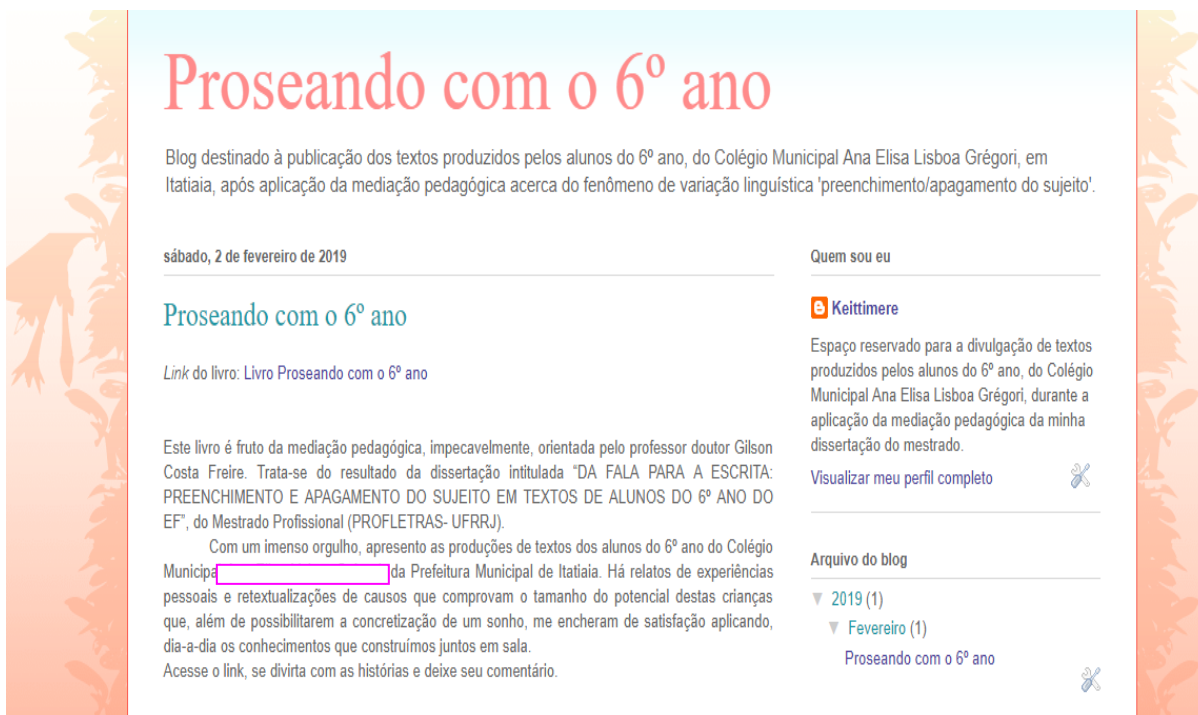 Proseando com o 6º ano
Blog destinado à publicação dos textos produzidos pelos alunos do 6º ano, do Colégio Municipal Ana Elisa Lisboa Grégori, em
Itatiaia, após aplicação da mediação pedagógica acerca do fenômeno de variação linguística 'preenchimento/apagamento do sujeito'.
sábado, 2 de fevereiro de 2019
Proseando com o 6º ano
Link do livro: Livro Proseando com o 6º ano
Este livro é fruto da mediação pedagógica, impecavelmente, orientada pelo professor doutor Gilson
Costa Freire. Trata-se do resultado da dissertação intitulada “DA FALA PARA A ESCRITA:
PREENCHIMENTO E APAGAMENTO DO SUJEITO EM TEXTOS DE ALUNOS DO 6º ANO DO
EF”, do Mestrado Profissional (PROFLETRAS- UFRRJ).
Com um imenso orgulho, apresento as produções de textos dos alunos do 6º ano do Colégio
Municipa da Prefeitura Municipal de Itatiaia. Há relatos de experiências
pessoais e retextualizações de causos que comprovam o tamanho do potencial destas crianças
que, além de possibilitarem a concretização de um sonho, me encheram de satisfação aplicando,
dia-a-dia os conhecimentos que construímos juntos em sala.
Acesse o link, se divirta com as histórias e deixe seu comentário.
Quem sou eu
Keittimere
Espaço reservado para a divulgação de textos
produzidos pelos alunos do 6º ano, do Colégio
Municipal Ana Elisa Lisboa Grégori, durante a
aplicação da mediação pedagógica da minha
dissertação do mestrado.
Visualizar meu perfil completo
Arquivo do blog
▼ 2019 (1)
▼ Fevereiro (1)
Proseando com o 6º ano